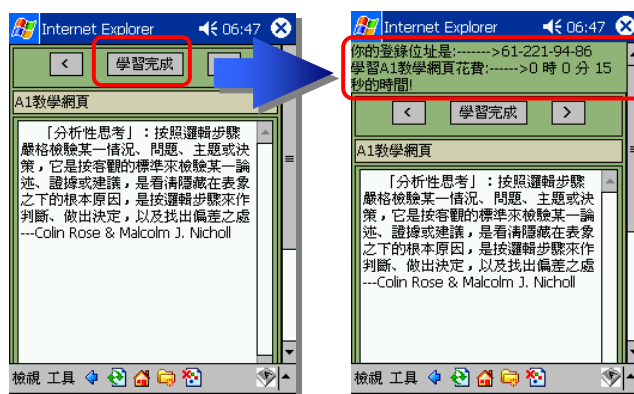 Internet Explorer 06:47
< 學習完成
A1教學網頁
「分析性思考」：按照邏輯步驟
嚴格檢驗某一情況、問題、主題或決
策，它是按客觀的標準來檢驗某一論
述、證據或建議，是看清隱藏在表象
之下的根本原因，是按邏輯步驟來作
判斷、做出決定，以及找出偏差之處
---Colin Rose & Malcolm J. Nicholl
檢視 工具
Internet Explorer 06:47
你的登錄位址是:------->61-221-94-86
學習A1教學網頁花費:------>0 時 0 分 15
秒的時間!
< 學習完成 >
A1教學網頁
「分析性思考」：按照邏輯步驟
嚴格檢驗某一情況、問題、主題或決
策，它是按客觀的標準來檢驗某一論
述、證據或建議，是看清隱藏在表象
之下的根本原因，是按邏輯步驟來作
判斷、做出決定，以及找出偏差之處
---Colin Rose & Malcolm J. Nicholl
檢視 工具